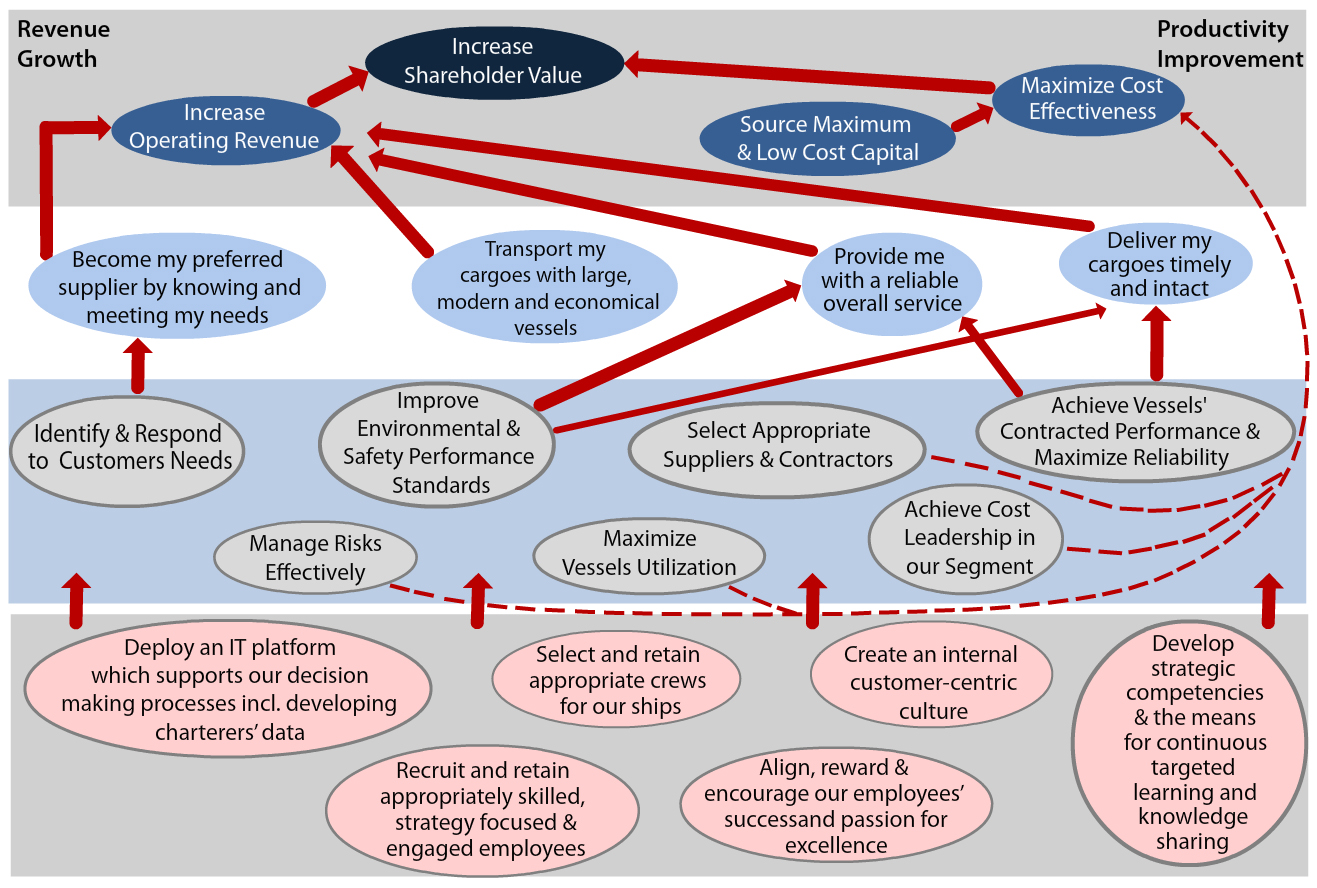 Revenue
Growth
Increase
Shareholder Value
Productivity
Improvement
Increase
Operating Revenue
Source Maximum
& Low Cost Capital
Maximize Cost
Effectiveness
Become my preferred
supplier by knowing and
meeting my needs
Transport my
cargoes with large,
modern and economical
vessels
Provide me
with a reliable
overall service
Deliver my
cargoes timely
and intact
Identify & Respond
to Customers Needs
Improve
Environmental &
Safety Performance
Standards
Select Appropriate
Suppliers & Contractors
Achieve Vessels'
Contracted Performance &
Maximize Reliability
Manage Risks
Effectively
Maximize
Vessels Utilization
Achieve Cost
Leadership in
our Segment
Deploy an IT platform
which supports our decision
making processes incl. developing
charterers’ data
Select and retain
appropriate crews
for our ships
Create an internal
customer-centric
culture
Develop
strategic
competencies
& the means
for continuous
targeted
learning and
knowledge
sharing
Recruit and retain
appropriately skilled,
strategy focused &
engaged employees
Align, reward &
encourage our employees’
successand passion for
excellence